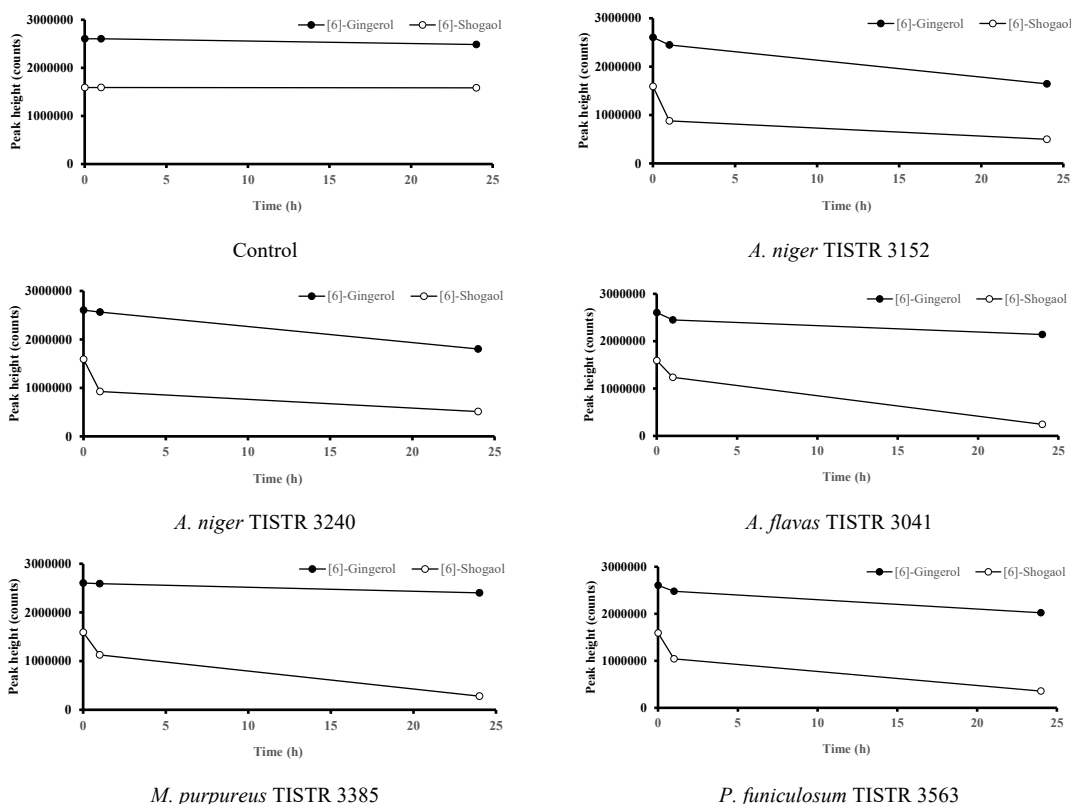 [6]-Gingerol [6]-Shogaol
Peak height (counts)
3000000
2000000
1000000
0
0 5 10 15 20 25
Time (h)
Control
[6]-Gingerol [6]-Shogaol
Peak height (counts)
3000000
2000000
1000000
0
0 5 10 15 20 25
Time (h)
A. niger TISTR 3152
[6]-Gingerol [6]-Shogaol
Peak height (counts)
3000000
2000000
1000000
0
0 5 10 15 20 25
Time (h)
A. niger TISTR 3240
[6]-Gingerol [6]-Shogaol
Peak height (counts)
3000000
2000000
1000000
0
0 5 10 15 20 25
Time (h)
A. flavas TISTR 3041
[6]-Gingerol [6]-Shogaol
Peak height (counts)
3000000
2000000
1000000
0
0 5 10 15 20 25
Time (h)
M. purpureus TISTR 3385
[6]-Gingerol [6]-Shogaol
Peak height (counts)
3000000
2000000
1000000
0
0 5 10 15 20 25
Time (h)
P. funiculosum TISTR 3563